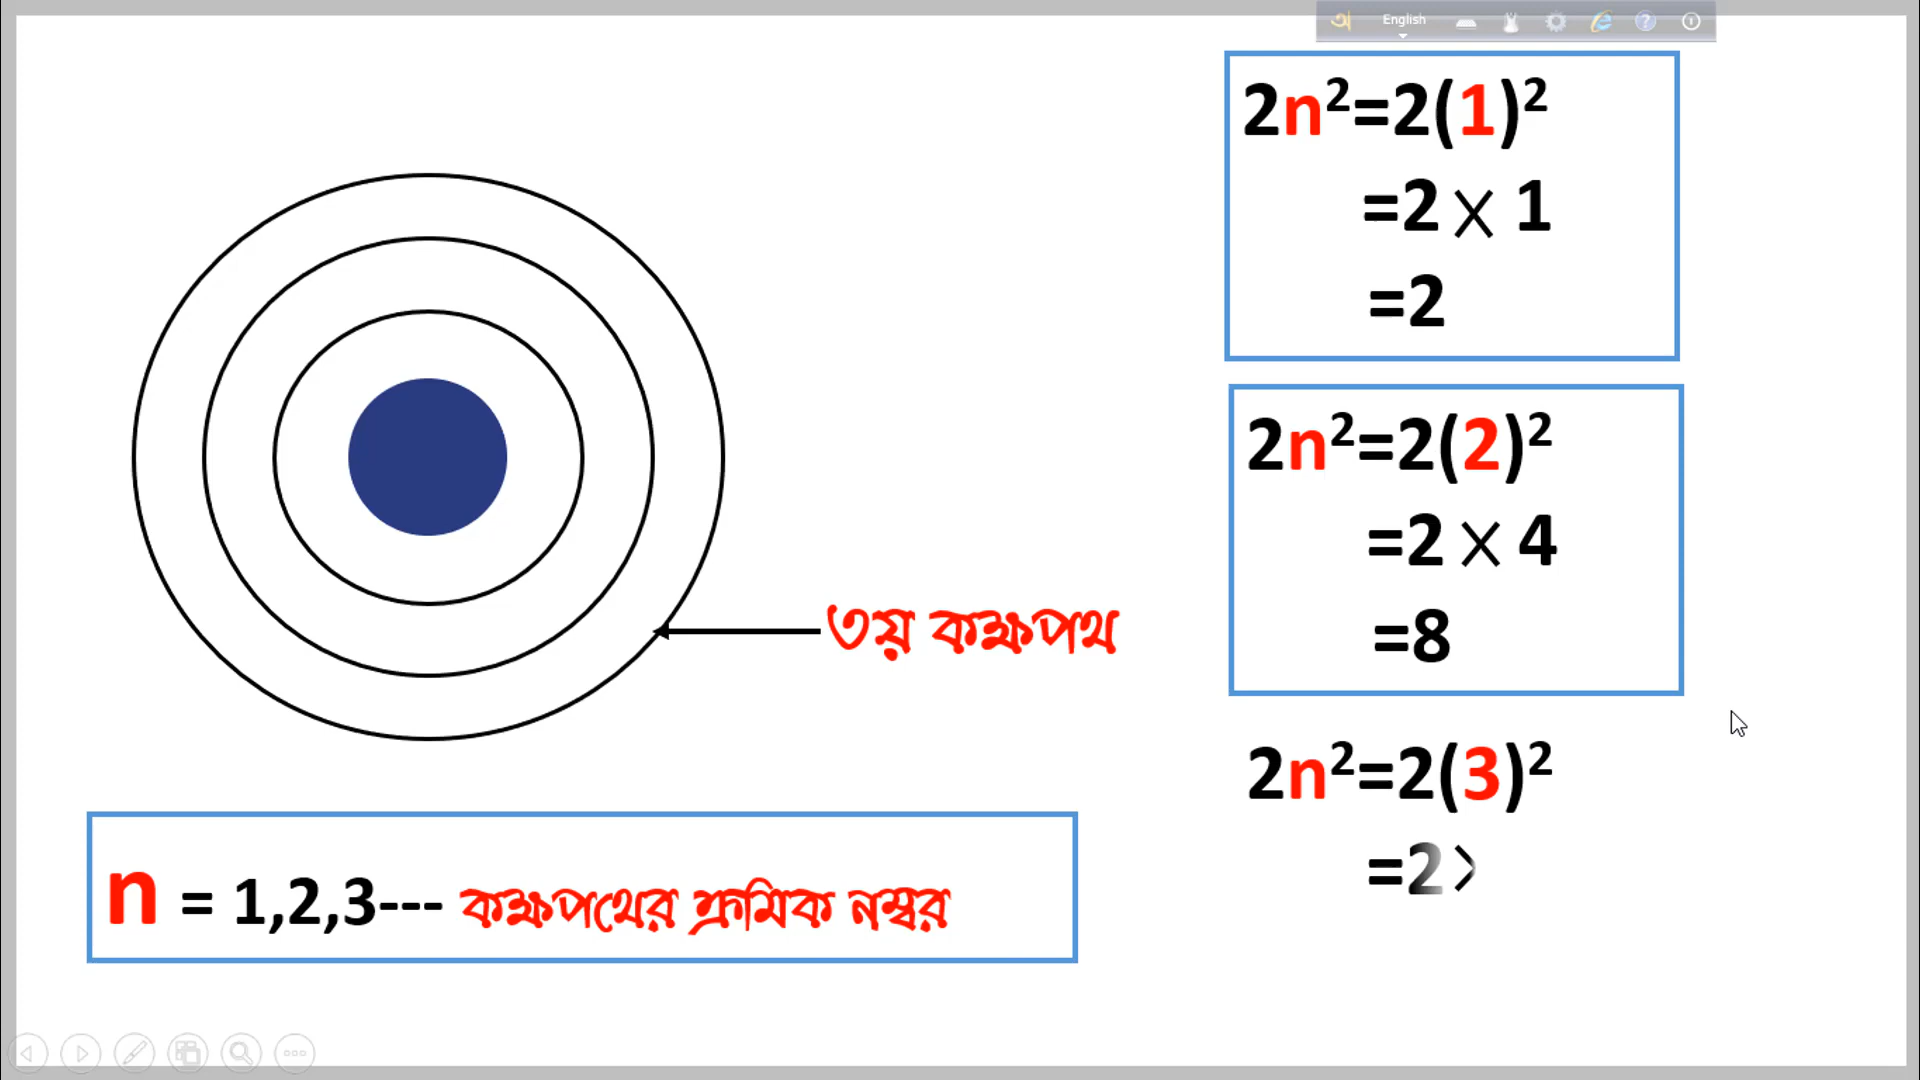 English
2n²=2(1)²
=2 × 1
=2
2n²=2(2)²
=2 × 4
=8
৩য় কক্ষপথ
2n²=2(3)²
=2 ×
n = 1,2,3--- কক্ষপথের ক্রমিক নম্বর